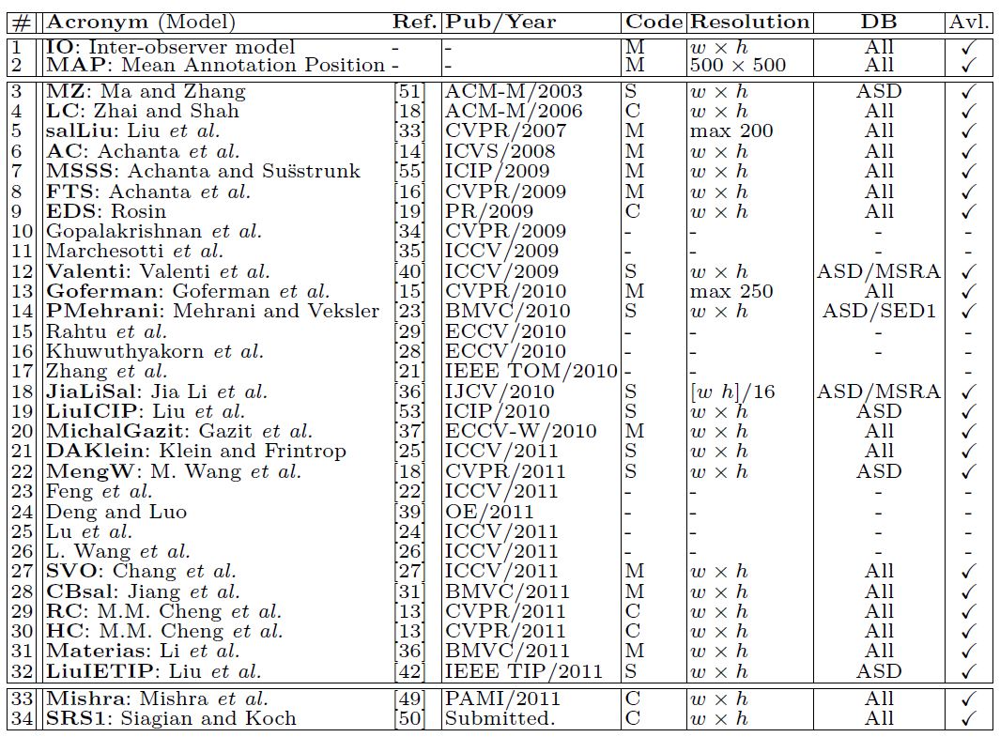 # Acronym (Model) Ref. Pub/Year Code Resolution DB Avl.
1 IO: Inter-observer model - - M w × h All ✓
2 MAP: Mean Annotation Position - - M 500 × 500 All ✓
3 MZ: Ma and Zhang [51] ACM-M/2003 S w × h ASD ✓
4 LC: Zhai and Shah [18] ACM-M/2006 C w × h All ✓
5 salLiu: Liu et al. [33] CVPR/2007 M max 200 All ✓
6 AC: Achanta et al. [14] ICVS/2008 M w × h All ✓
7 MSSS: Achanta and Su̎sstrunk [55] ICIP/2009 M w × h All ✓
8 FTS: Achanta et al. [16] CVPR/2009 M w × h All ✓
9 EDS: Rosin [19] PR/2009 C w × h All ✓
10 Gopalakrishnan et al. [34] CVPR/2009 - - - -
11 Marchesotti et al. [35] ICCV/2009 - - - -
12 Valenti: Valenti et al. [40] ICCV/2009 S w × h ASD/MSRA ✓
13 Goferman: Goferman et al. [15] CVPR/2010 M max 250 All ✓
14 PMehrani: Mehrani and Veksler [23] BMVC/2010 S w × h ASD/SED1 ✓
15 Rahtu et al. [29] ECCV/2010 - - - -
16 Khuwuthyakorn et al. [28] ECCV/2010 - - - -
17 Zhang et al. [21] IEEE TOM/2010 - - -
18 JiaLiSal: Jia Li et al. [36] IJCV/2010 S [w h]/16 ASD/MSRA ✓
19 LiuICIP: Liu et al. [53] ICIP/2010 S w × h ASD ✓
20 MichalGazit: Gazit et al. [37] ECCV-W/2010 M w × h All ✓
21 DAKlein: Klein and Frintrop [25] ICCV/2011 S w × h All ✓
22 MengW: M. Wang et al. [18] CVPR/2011 S w × h ASD ✓
23 Feng et al. [22] ICCV/2011 - - - -
24 Deng and Luo [39] OE/2011 - - - -
25 Lu et al. [24] ICCV/2011 - - - -
26 L. Wang et al. [26] ICCV/2011 - - - -
27 SVO: Chang et al. [27] ICCV/2011 M w × h All ✓
28 CBsal: Jiang et al. [31] BMVC/2011 M w × h All ✓
29 RC: M.M. Cheng et al. [13] CVPR/2011 C w × h All ✓
30 HC: M.M. Cheng et al. [13] CVPR/2011 C w × h All ✓
31 Materias: Li et al. [36] BMVC/2011 M w × h All ✓
32 LiuIETIP: Liu et al. [42] IEEE TIP/2011 S w × h ASD ✓
33 Mishra: Mishra et al. [49] PAMI/2011 C w × h All ✓
34 SRS1: Siagian and Koch [50] Submitted. C w × h All ✓